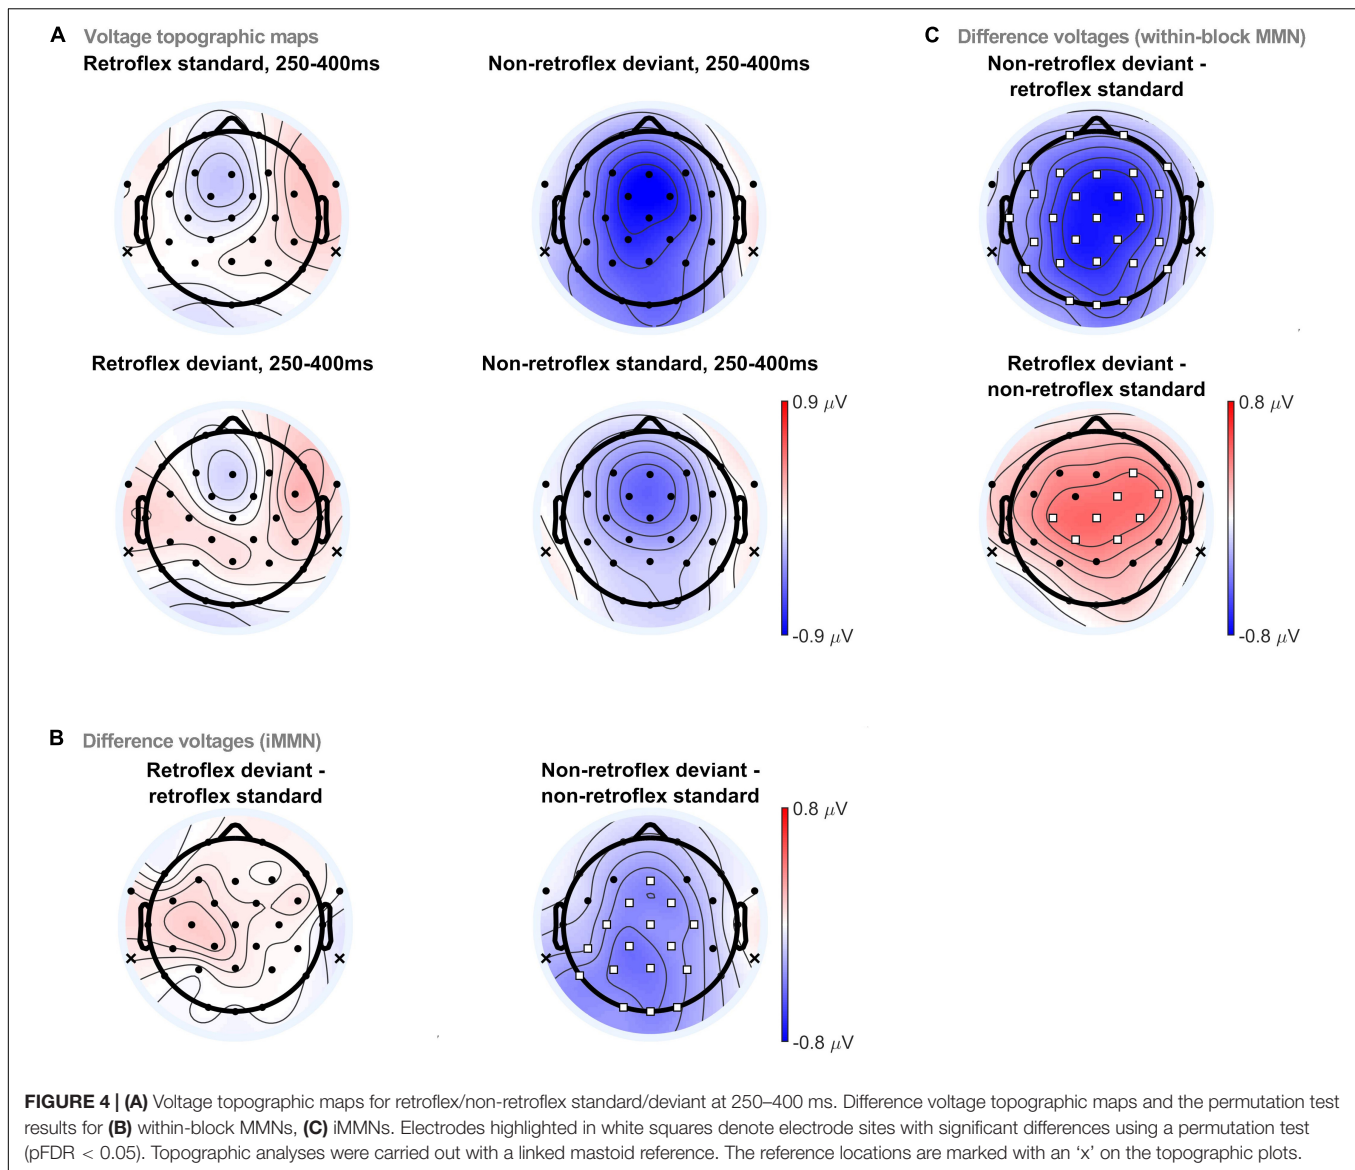 A Voltage topographic maps
Retroflex standard, 250-400ms
Non-retroflex deviant, 250-400ms
Retroflex deviant, 250-400ms
Non-retroflex standard, 250-400ms
0.9 μV
-0.9 μV
C Difference voltages (within-block MMN)
Non-retroflex deviant -
retroflex standard
Retroflex deviant -
non-retroflex standard
0.8 μV
-0.8 μV
B Difference voltages (iMMN)
Retroflex deviant -
retroflex standard
Non-retroflex deviant -
non-retroflex standard
0.8 μV
-0.8 μV
FIGURE 4 | (A) Voltage topographic maps for retroflex/non-retroflex standard/deviant at 250–400 ms. Difference voltage topographic maps and the permutation test
results for (B) within-block MMNs, (C) iMMNs. Electrodes highlighted in white squares denote electrode sites with significant differences using a permutation test
(pFDR < 0.05). Topographic analyses were carried out with a linked mastoid reference. The reference locations are marked with an ‘x’ on the topographic plots.